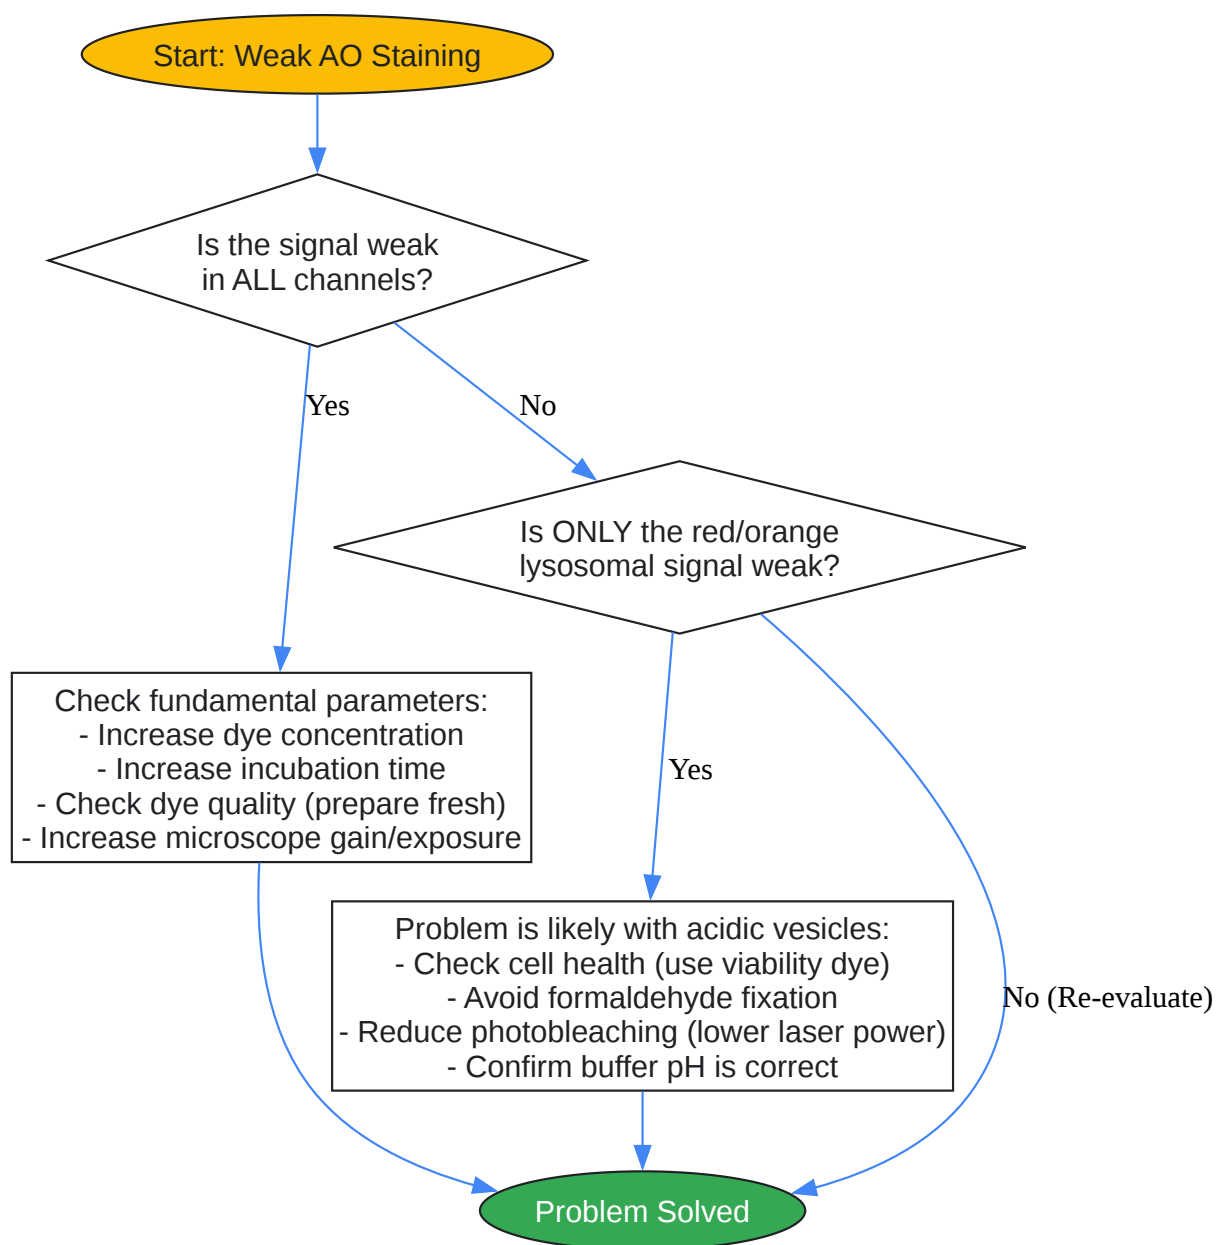 Start: Weak AO Staining
Is the signal weak
in ALL channels?
Yes
No
Is ONLY the red/orange
lysosomal signal weak?
Check fundamental parameters:
- Increase dye concentration
- Increase incubation time
- Check dye quality (prepare fresh)
- Increase microscope gain/exposure
Yes
Problem is likely with acidic vesicles:
- Check cell health (use viability dye)
- Avoid formaldehyde fixation
- Reduce photobleaching (lower laser power)
- Confirm buffer pH is correct
No (Re-evaluate)
Problem Solved